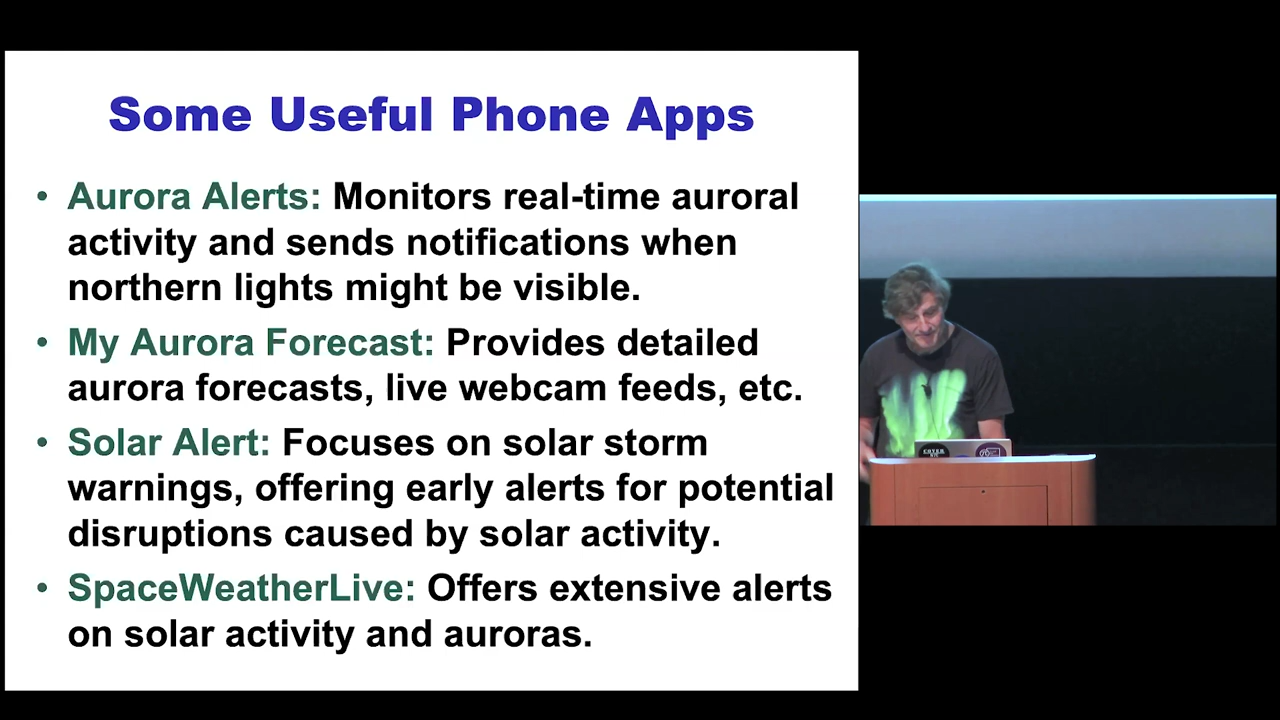 Some Useful Phone Apps
• Aurora Alerts: Monitors real-time auroral
activity and sends notifications when
northern lights might be visible.
• My Aurora Forecast: Provides detailed
aurora forecasts, live webcam feeds, etc.
• Solar Alert: Focuses on solar storm
warnings, offering early alerts for potential
disruptions caused by solar activity.
• SpaceWeatherLive: Offers extensive alerts
on solar activity and auroras.